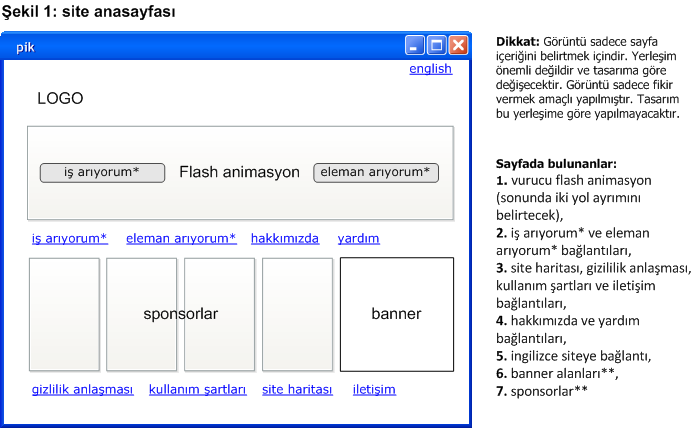 Şekil 1: site anasayfası
pik
english
LOGO
iş arıyorum*
Flash animasyon
eleman arıyorum*
iş arıyorum* eleman arıyorum* hakkımızda yardım
sponsorlar
banner
gizlilik anlaşması kullanım şartları site haritası iletişim
Dikkat: Görüntü sadece sayfa
içeriğini belirtmek içindir. Yerleşim
önemli değildir ve tasarıma göre
değişecektir. Görüntü sadece fikir
vermek amaçlı yapılmıştır. Tasarım
bu yerleşime göre yapılmayacaktır.
Sayfada bulunanlar:
1. vurucu flash animasyon
(sonunda iki yol ayrımını
belirtecek),
2. iş arıyorum* ve eleman
arıyorum* bağlantıları,
3. site haritası, gizililik anlaşması,
kullanım şartları ve iletişim
bağlantıları,
4. hakkımızda ve yardım
bağlantıları,
5. ingilizce siteye bağlantı,
6. banner alanları**,
7. sponsorlar**